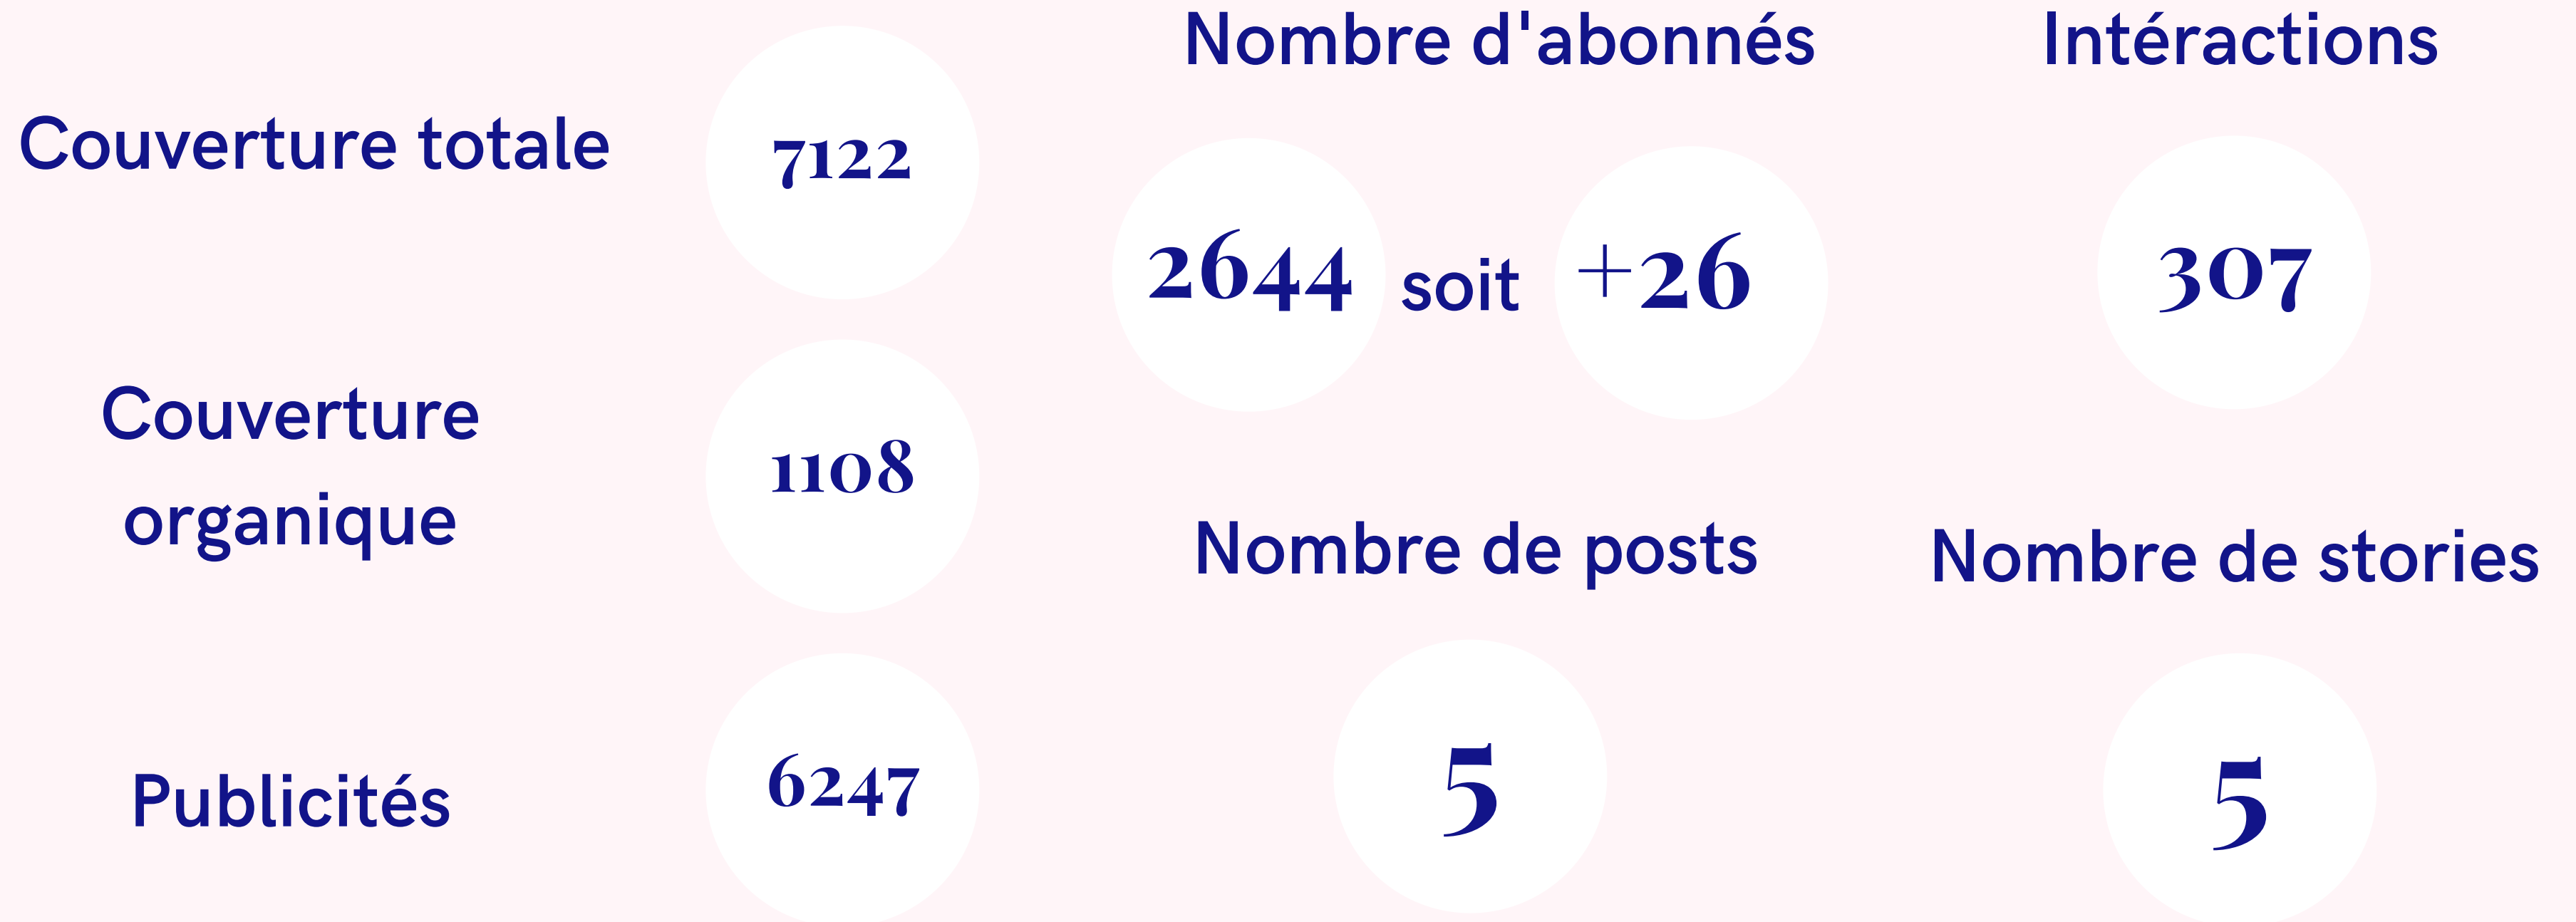 Couverture totale
7122
Couverture
organique
1108
Publicités
6247
Nombre d'abonnés
2644 soit +26
Intéractions
307
Nombre de posts
5
Nombre de stories
5